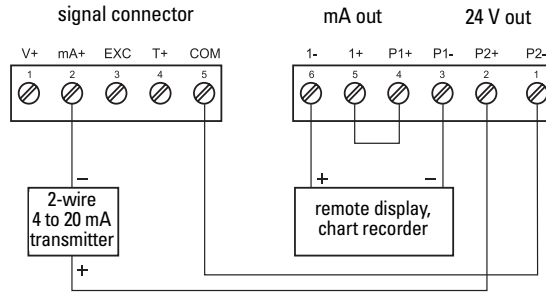 signal connector
mA out
24 V out
V+ mA+ EXC T+ COM
1- 1+ P1+ P1- P2+ P2-
1 2 3 4 5
6 5 4 3 2 1
−
2-wire
4 to 20 mA
transmitter
+
+ −
remote display,
chart recorder